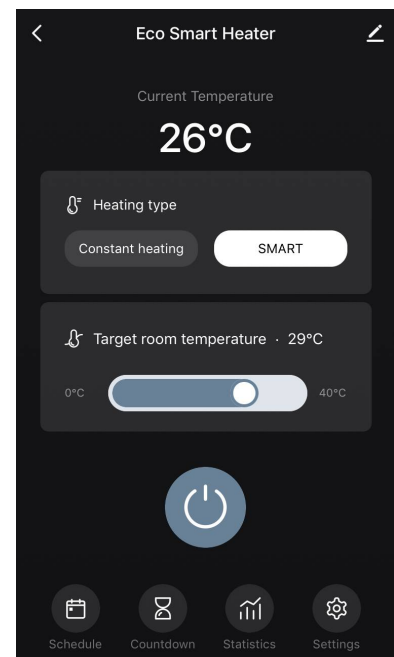 Eco Smart Heater
Current Temperature
26°C
Heating type
Constant heating SMART
Target room temperature · 29°C
0°C 40°C
Schedule Countdown Statistics Settings